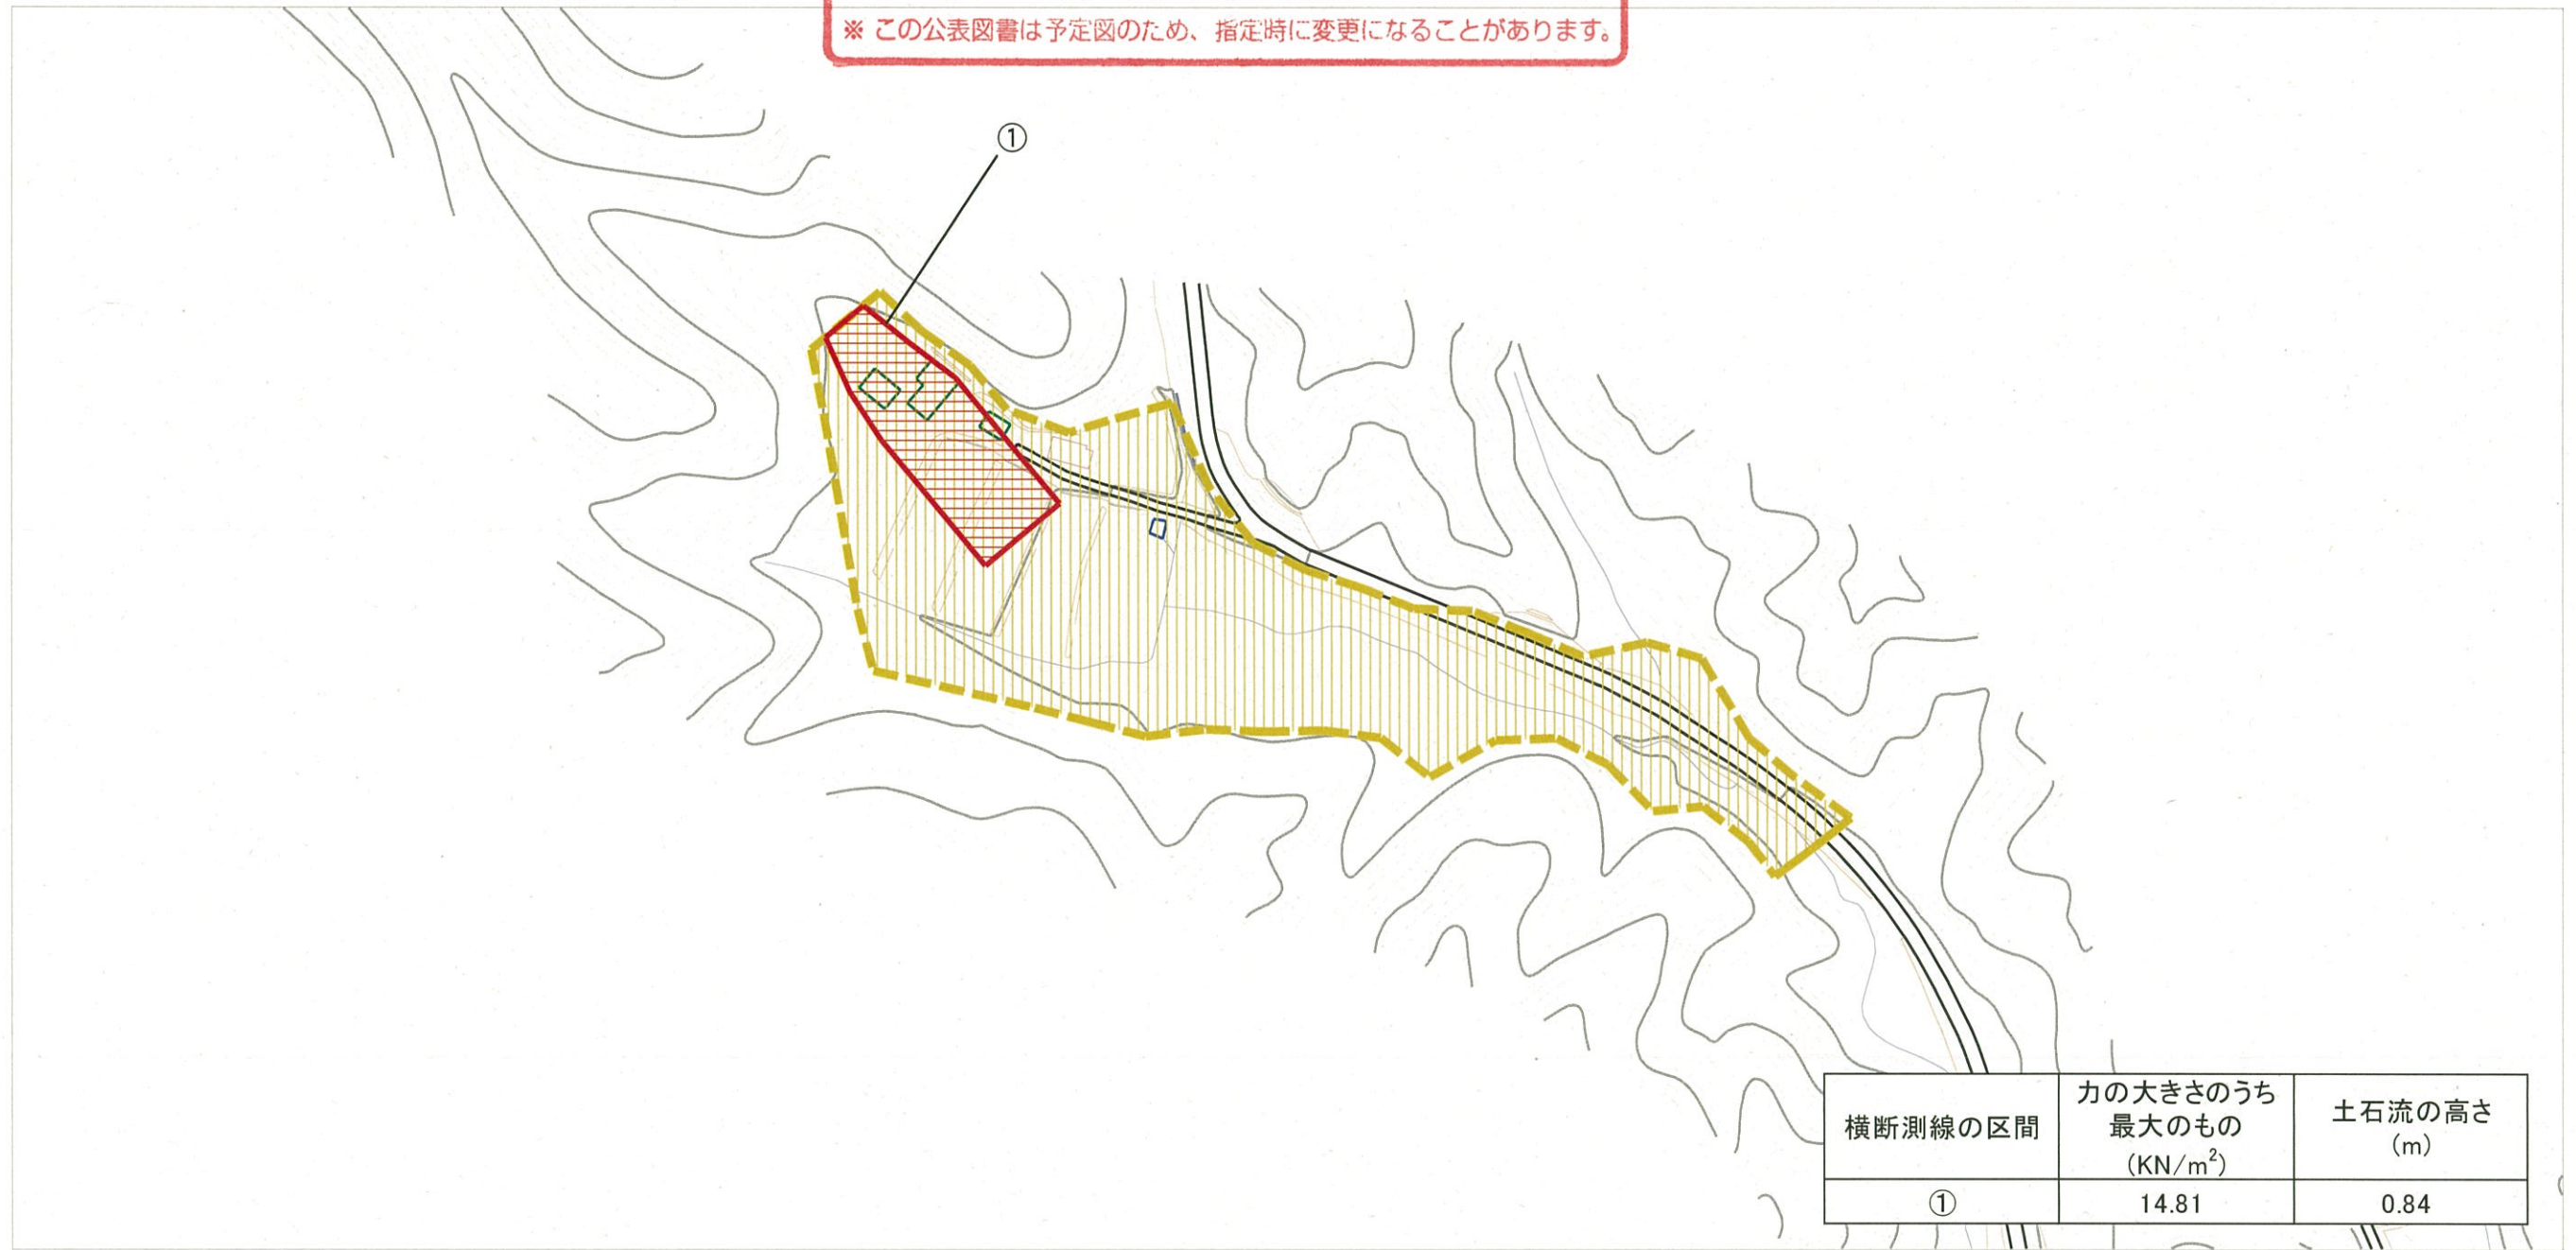 ※ この公表図書は予定図のため、指定時に変更になることがあります。
①
横断測線の区間
力の大きさのうち
最大のもの
(KN/m²)
土石流の高さ
(m)
①
14.81
0.84